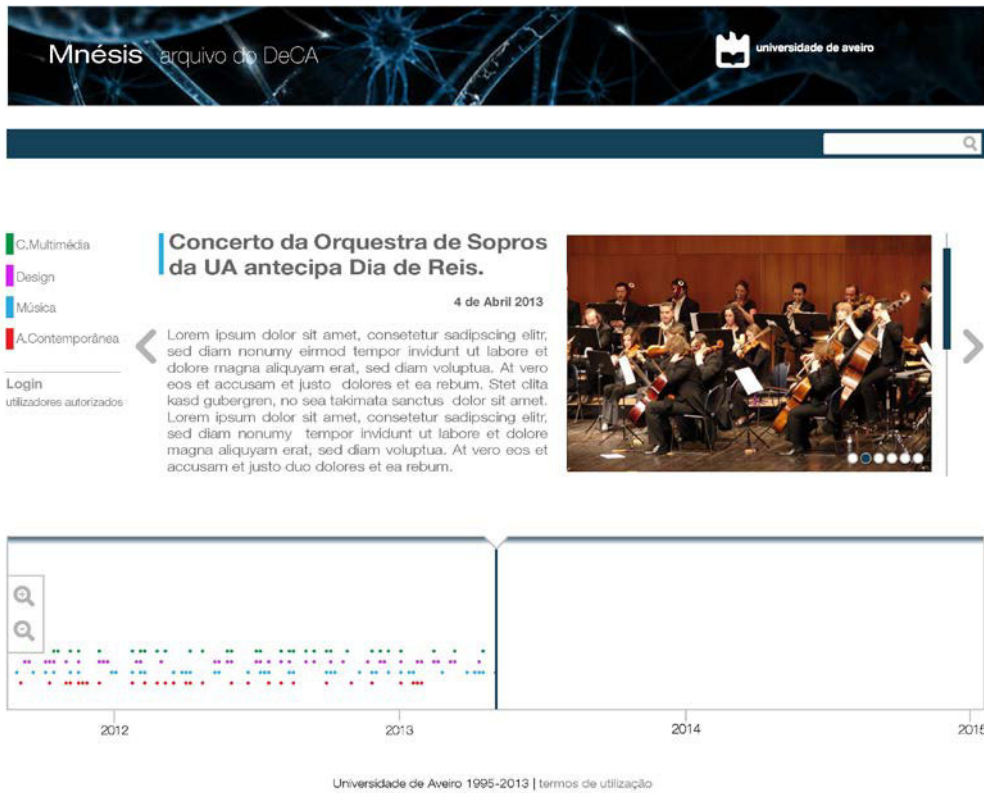 Mnésis arquivo do DeCA
universidade de aveiro
C.Multimédia
Design
Música
A.Contemporânea
Login
utilizadores autorizados
Concerto da Orquestra de Sopros
da UA antecipa Dia de Reis.
4 de Abril 2013
Lorem ipsum dolor sit amet, consetetur sadipscing elitr,
sed diam nonumy eirmod tempor invidunt ut labore et
dolore magna aliquyam erat, sed diam voluptua. At vero
eos et accusam et justo dolores et ea rebum. Stet clita
kasd gubergren, no sea takimata sanctus dolor sit amet.
Lorem ipsum dolor sit amet, consetetur sadipscing elitr,
sed diam nonumy tempor invidunt ut labore et dolore
magna aliquyam erat, sed diam voluptua. At vero eos et
accusam et justo duo dolores et ea rebum.
2012
2013
2014
2015
Universidade de Aveiro 1995-2013 | termos de utilização